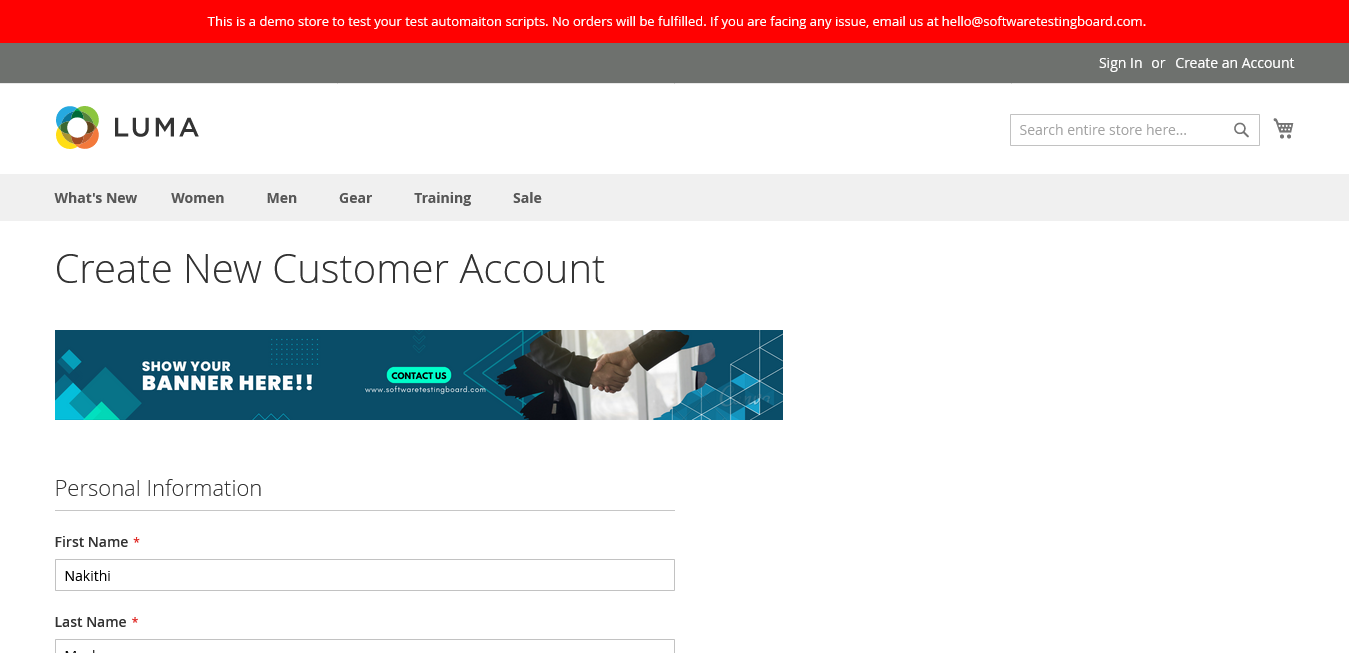 This is a demo store to test your test automaiton scripts. No orders will be fulfilled. If you are facing any issue, email us at hello@softwaretestingboard.com.
Sign In or Create an Account
LUMA
Search entire store here...
What's New Women Men Gear Training Sale
Create New Customer Account
SHOW YOUR
BANNER HERE!!
CONTACT US
www.softwaretestingboard.com
Personal Information
First Name *
Nakithi
Last Name *